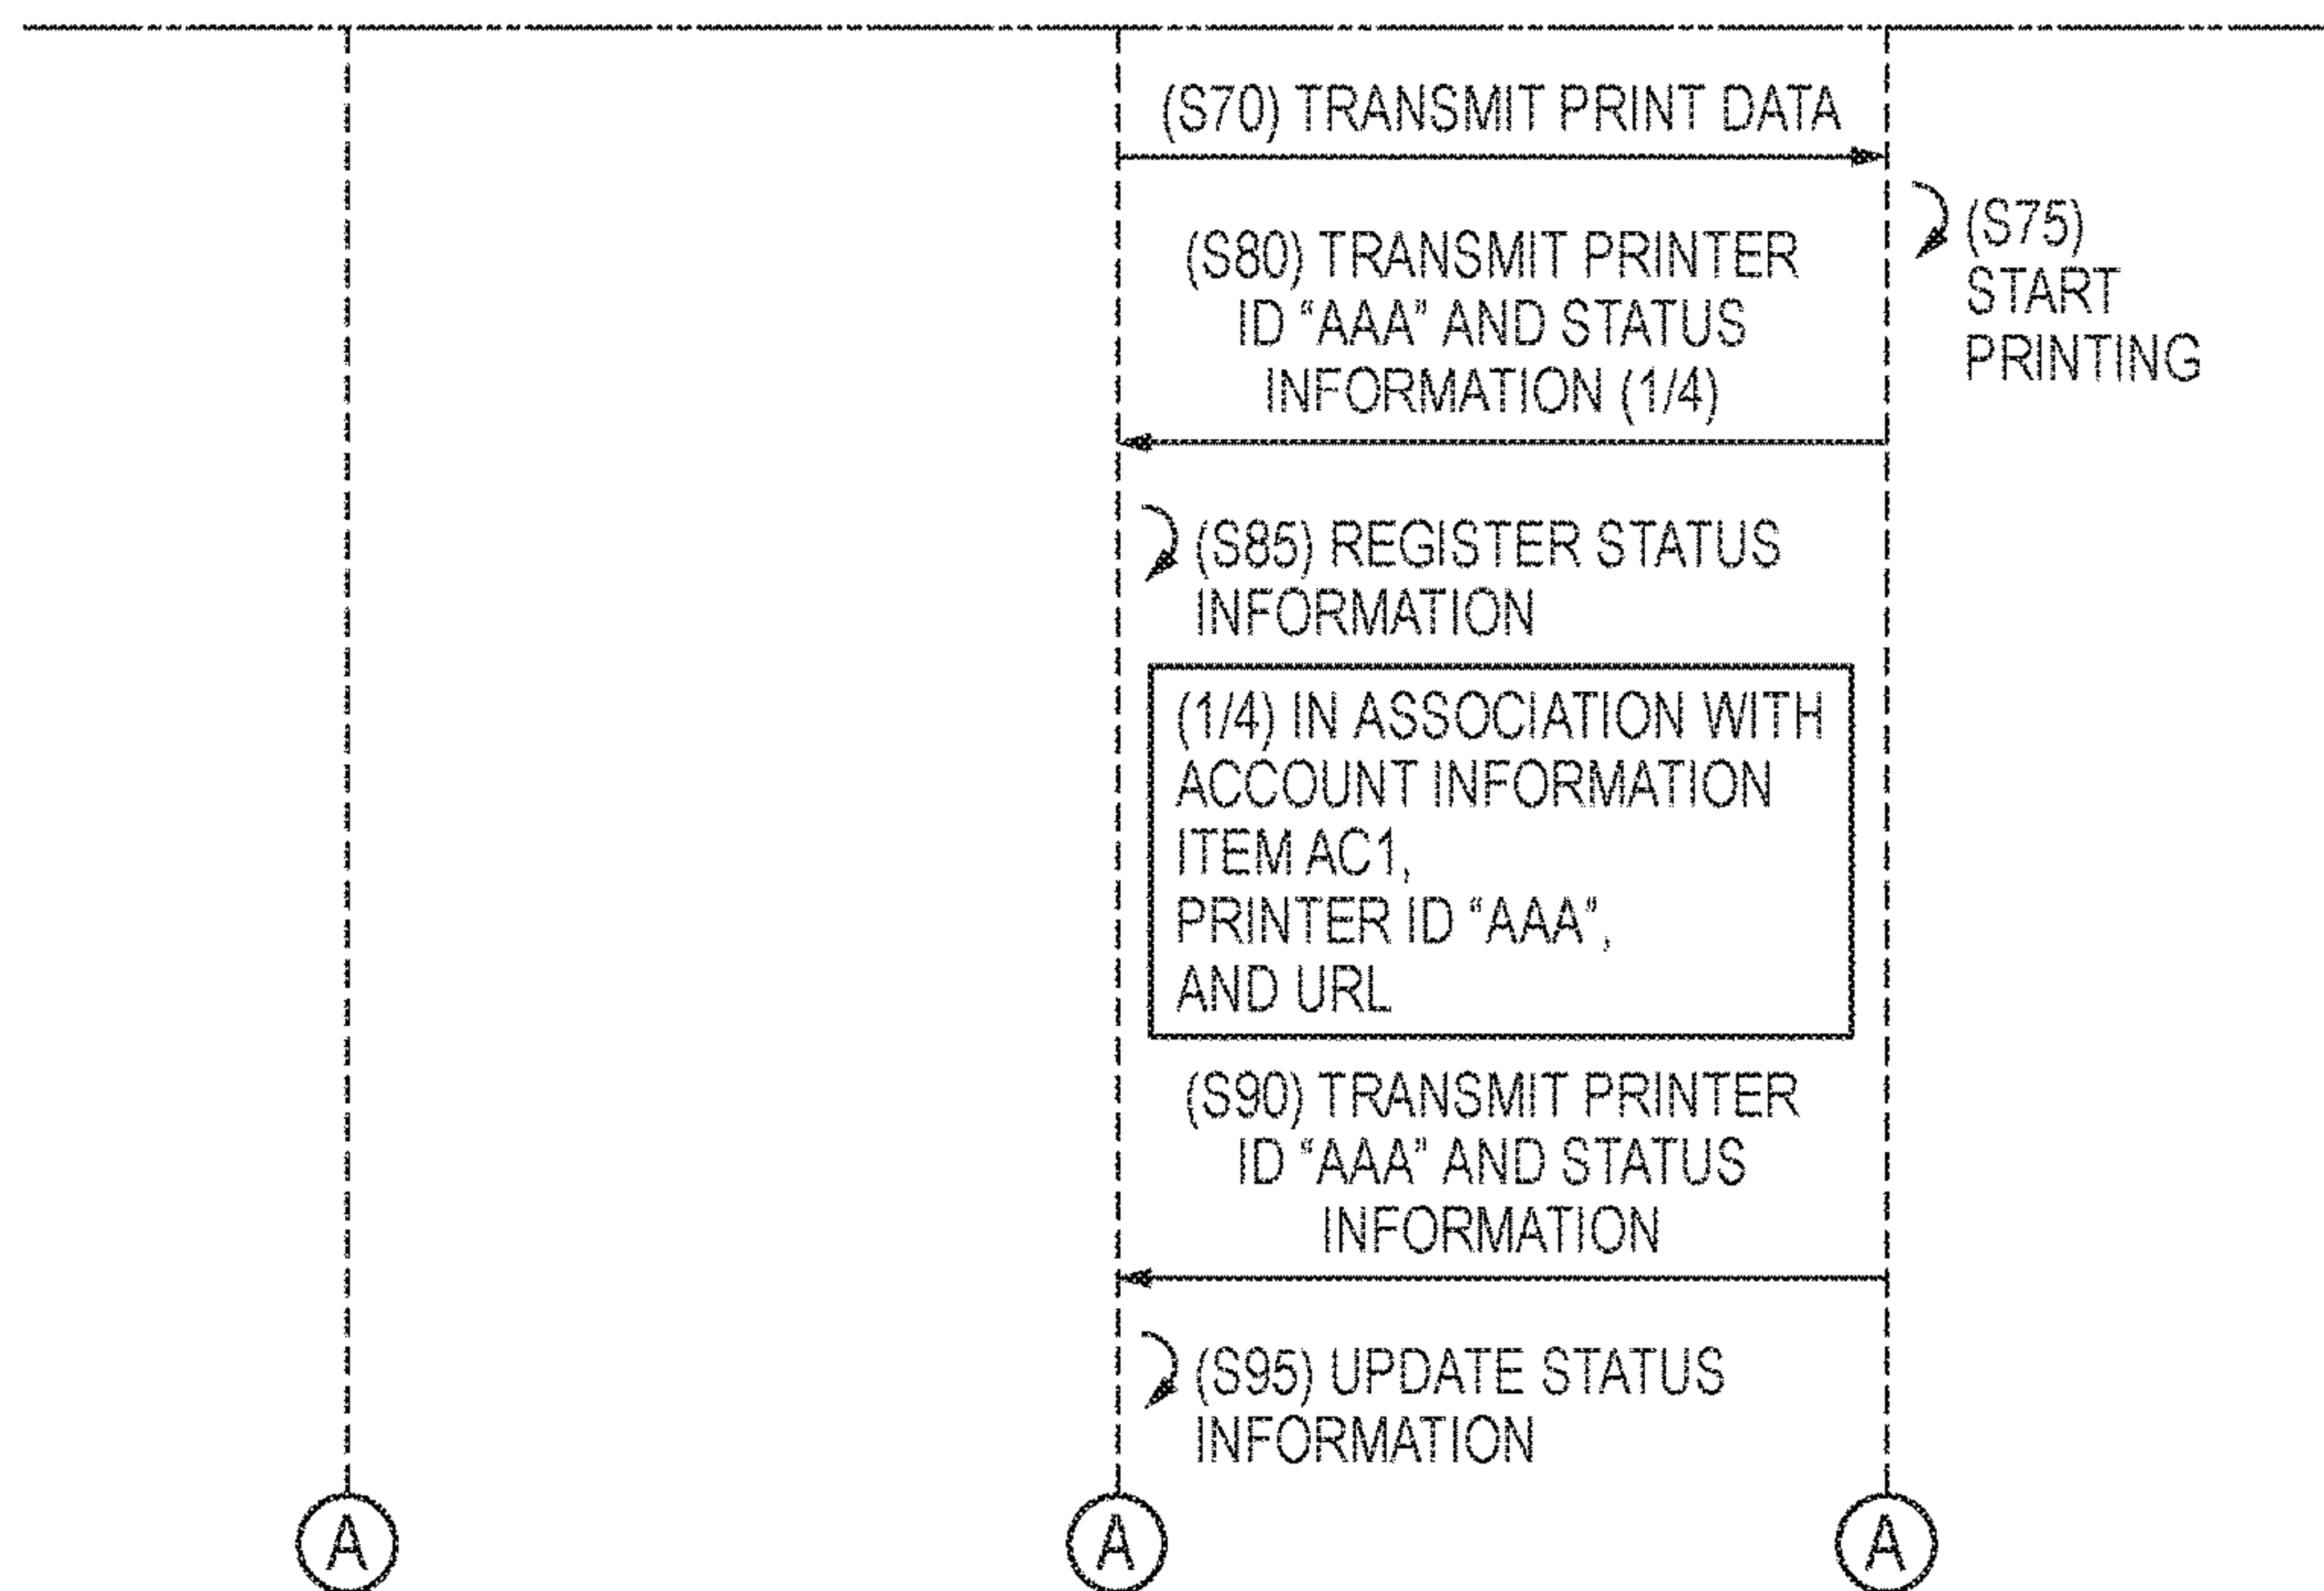 (S70) TRANSMIT PRINT DATA
(S75)
START
PRINTING
(S80) TRANSMIT PRINTER
ID “AAA” AND STATUS
INFORMATION (1/4)
(S85) REGISTER STATUS
INFORMATION
(1/4) IN ASSOCIATION WITH
ACCOUNT INFORMATION
ITEM AC1,
PRINTER ID “AAA”,
AND URL
(S90) TRANSMIT PRINTER
ID “AAA” AND STATUS
INFORMATION
(S95) UPDATE STATUS
INFORMATION
A
A
A